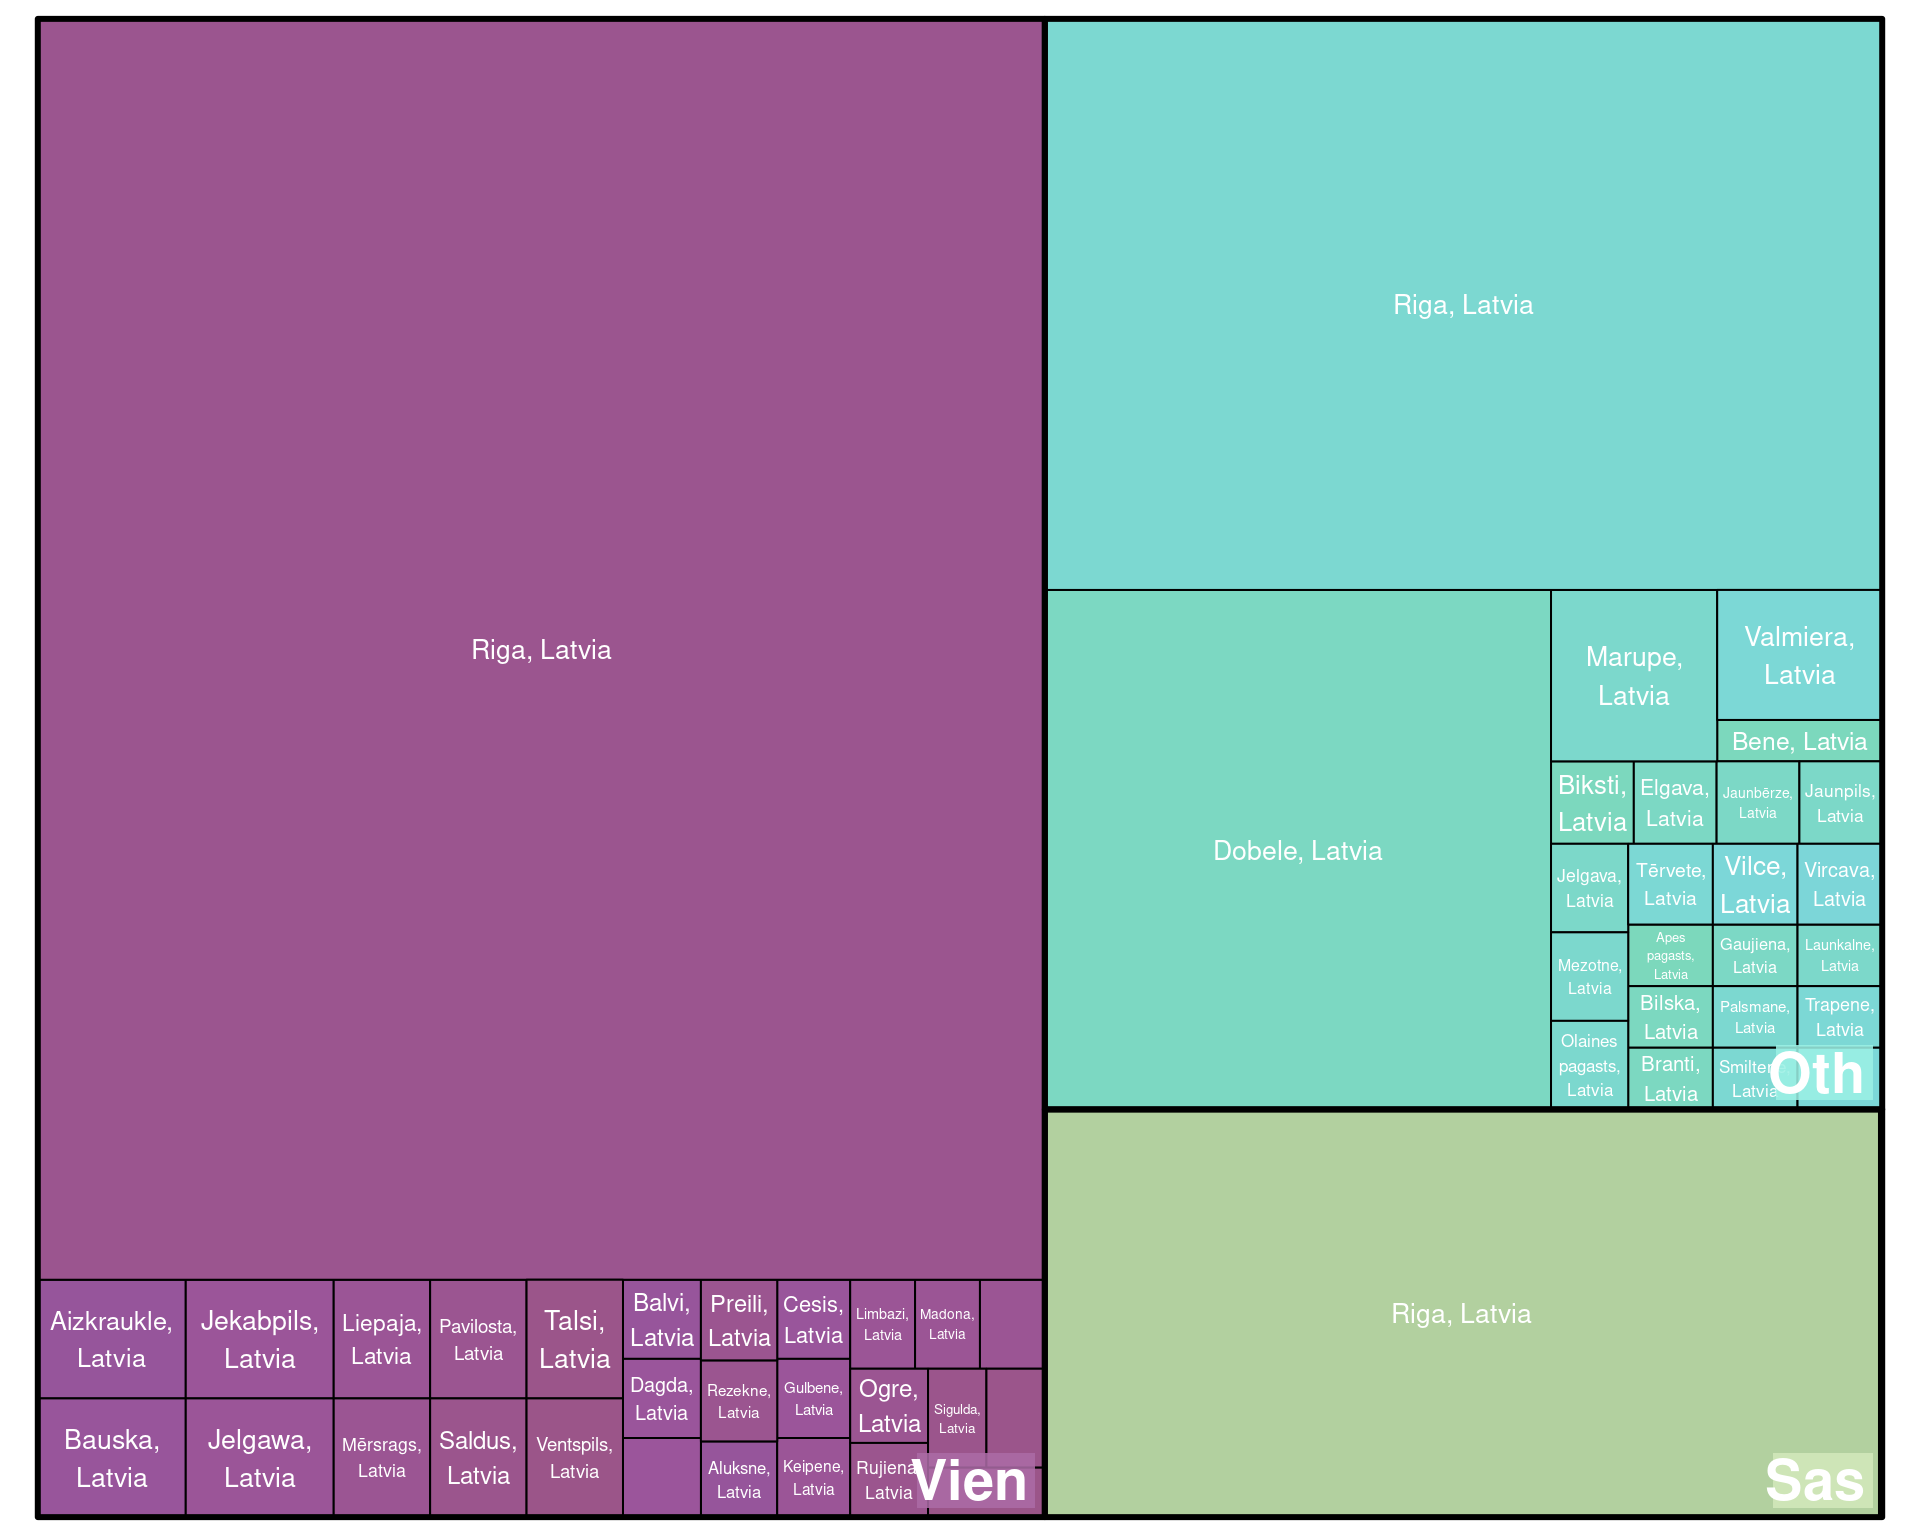 Riga, Latvia
Aizkraukle,
Latvia
Jekabpils,
Latvia
Liepaja,
Latvia
Pavilosta,
Latvia
Talsi,
Latvia
Balvi,
Latvia
Preili,
Latvia
Cesis,
Latvia
Limbazi,
Latvia
Madona,
Latvia
Dagda,
Latvia
Rezekne,
Latvia
Gulbene,
Latvia
Ogre,
Latvia
Sigulda,
Latvia
Bauska,
Latvia
Jelgawa,
Latvia
Mērsrags,
Latvia
Saldus,
Latvia
Ventspils,
Latvia
Aluksne,
Latvia
Keipene,
Latvia
Rujiena
Latvia
Vien
Riga, Latvia
Dobele, Latvia
Marupe,
Latvia
Valmiera,
Latvia
Bene, Latvia
Biksti,
Latvia
Elgava,
Latvia
Jaunbērze,
Latvia
Jaunpils,
Latvia
Jelgava,
Latvia
Tērvete,
Latvia
Vilce,
Latvia
Vircava,
Latvia
Mezotne,
Latvia
Apes
pagasts,
Latvia
Gaujiena,
Latvia
Launkalne,
Latvia
Bilska,
Latvia
Palsmane,
Latvia
Trapene,
Latvia
Olaines
pagasts,
Latvia
Branti,
Latvia
Smiltene,
Latvia
Oth
Riga, Latvia
Sas